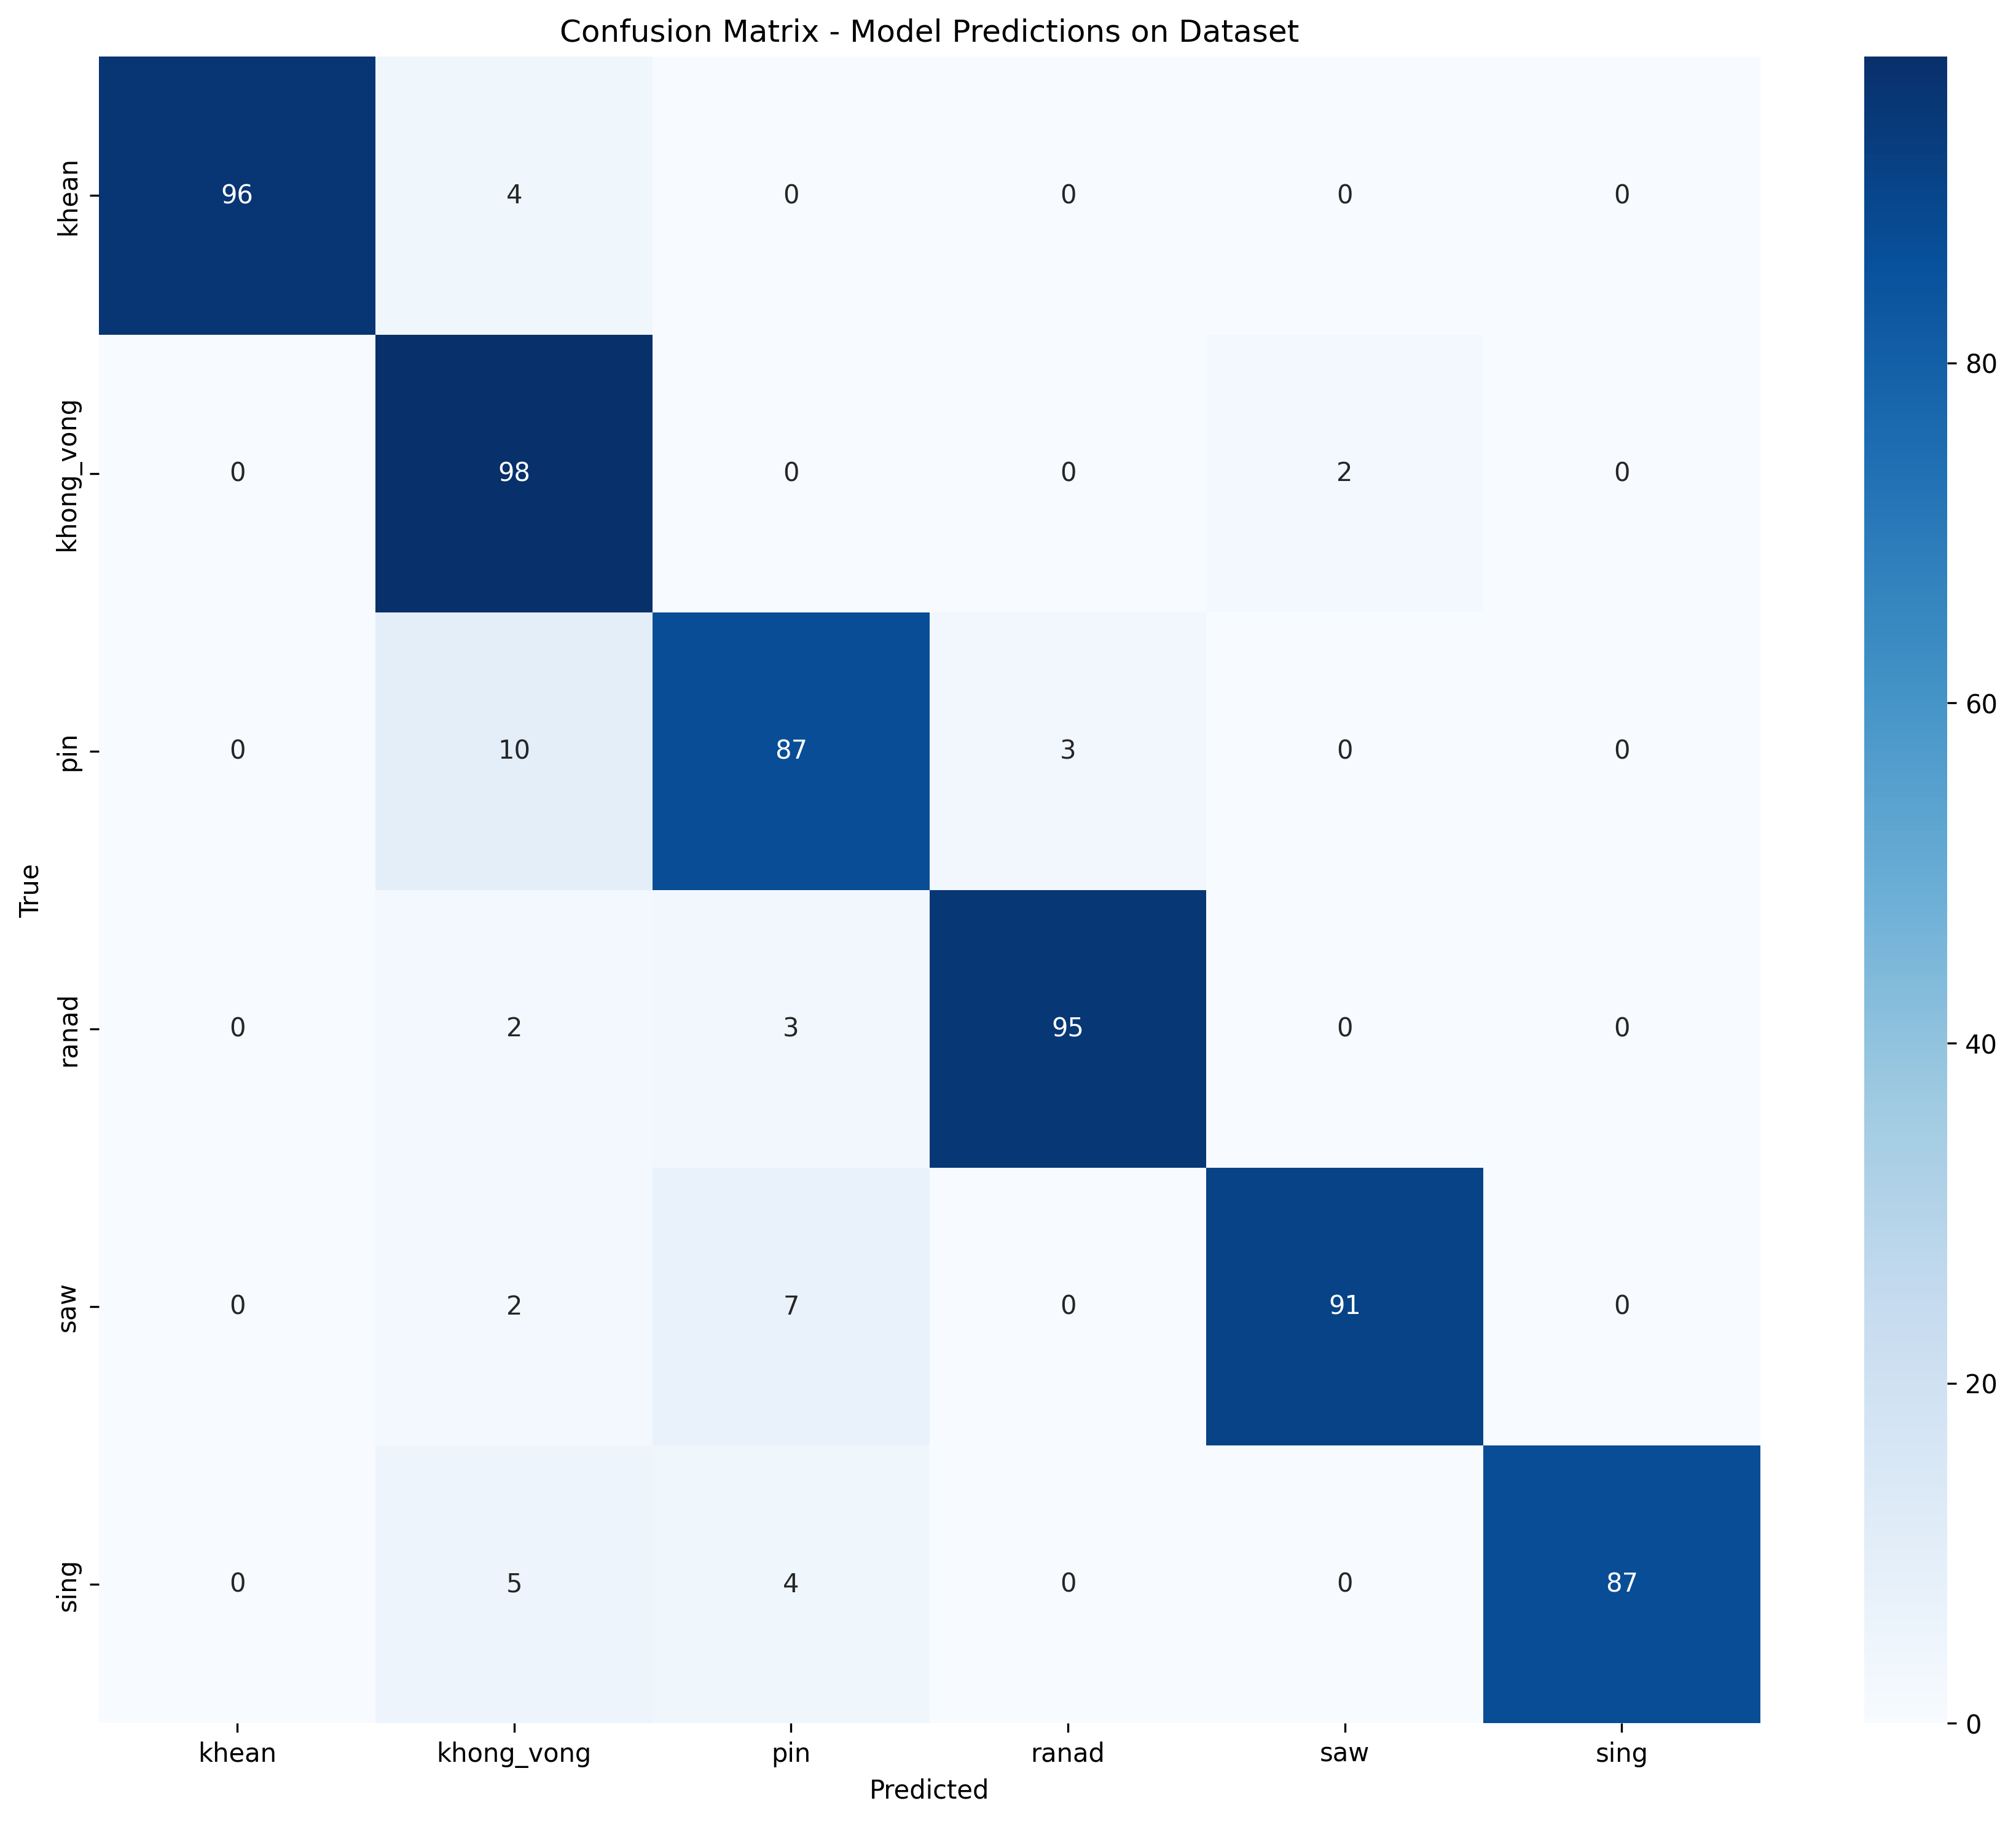 Confusion Matrix - Model Predictions on Dataset
khean 96 4 0 0 0 0
khong_vong 0 98 0 0 2 0
pin 0 10 87 3 0 0
ranad 0 2 3 95 0 0
saw 0 2 7 0 91 0
sing 0 5 4 0 0 87
khean khong_vong pin ranad saw sing
Predicted
True
80
60
40
20
0